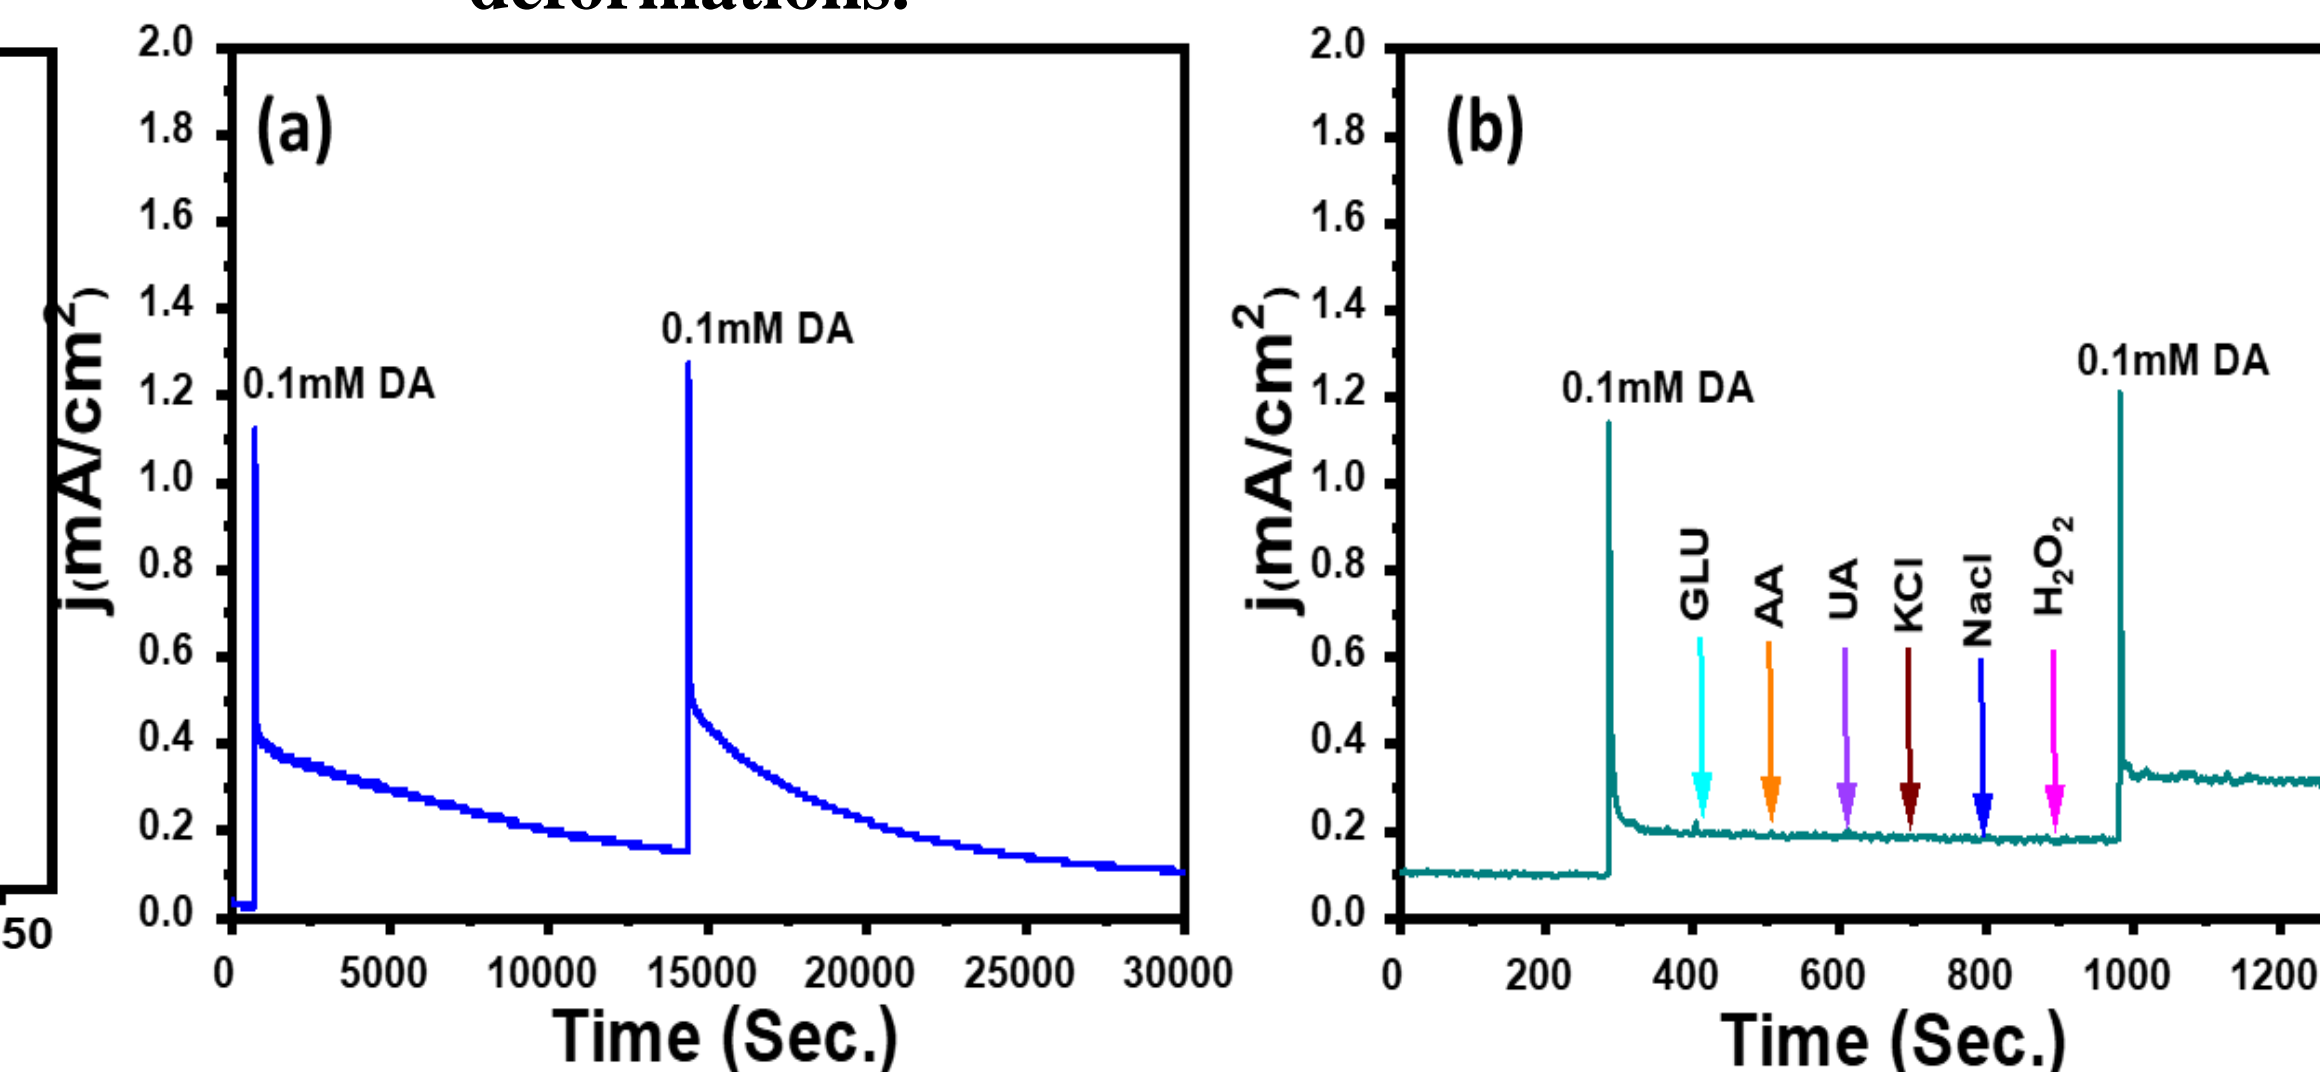 deformations.
50
(a)
2.0
1.8
1.6
1.4
1.2
1.0
0.8
0.6
0.4
0.2
0.0
j(mA/cm²)
0.1mM DA
0.1mM DA
0
5000
10000
15000
20000
25000
30000
Time (Sec.)
(b)
2.0
1.8
1.6
1.4
1.2
1.0
0.8
0.6
0.4
0.2
0.0
j(mA/cm²)
0.1mM DA
GLU
AA
UA
KCl
Nacl
H₂O₂
0.1mM DA
0
200
400
600
800
1000
1200
Time (Sec.)